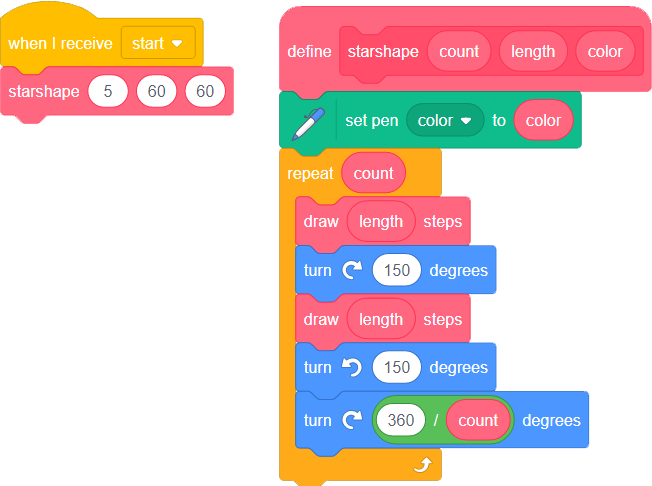 when I receive start
starshape 5 60 60
define starshape count length color
set pen color to color
repeat count
draw length steps
turn 150 degrees
draw length steps
turn 150 degrees
turn 360 / count degrees